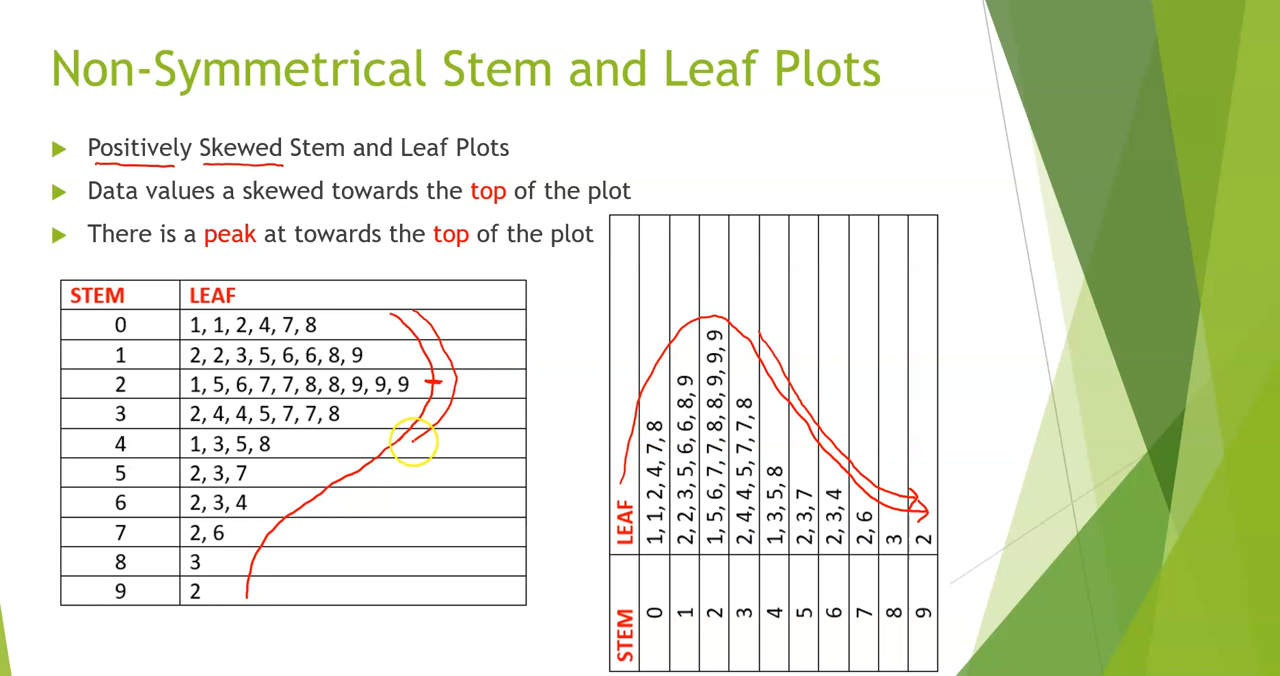 Non-Symmetrical Stem and Leaf Plots
Positively Skewed Stem and Leaf Plots
Data values a skewed towards the top of the plot
There is a peak at towards the top of the plot
STEM LEAF
0 1, 1, 2, 4, 7, 8
1 2, 2, 3, 5, 6, 6, 8, 9
2 1, 5, 6, 7, 7, 8, 8, 9, 9, 9
3 2, 4, 4, 5, 7, 7, 8
4 1, 3, 5, 8
5 2, 3, 7
6 2, 3, 4
7 2, 6
8 3
9 2
STEM LEAF
0 1, 1, 2, 4, 7, 8
1 2, 2, 3, 5, 6, 6, 8, 9
2 1, 5, 6, 7, 7, 8, 8, 9, 9, 9
3 2, 4, 4, 5, 7, 7, 8
4 1, 3, 5, 8
5 2, 3, 7
6 2, 3, 4
7 2, 6
8 3
9 2